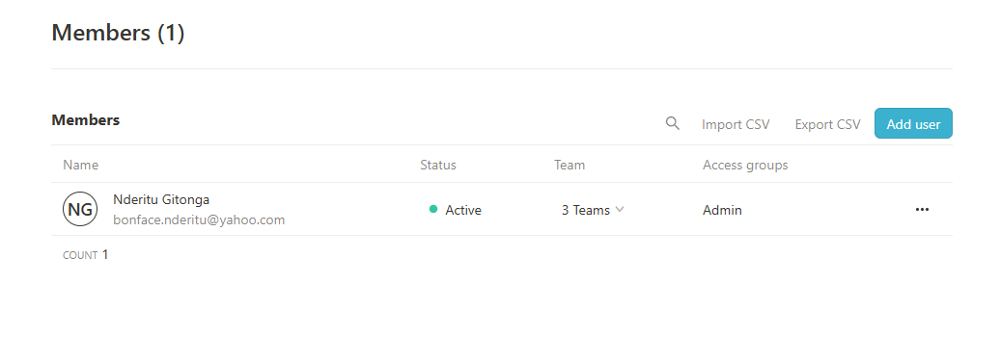 Members (1)
Members
Import CSV Export CSV Add user
Name Status Team Access groups
NG Nderitu Gitonga Active 3 Teams Admin
bonface.nderitu@yahoo.com
COUNT 1